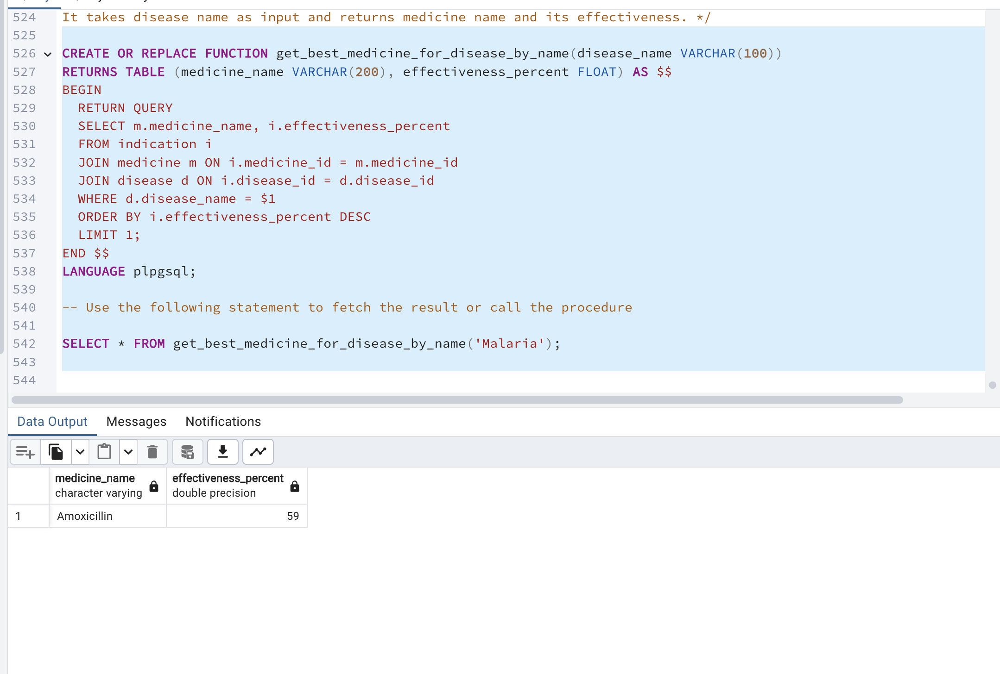 524 It takes disease name as input and returns medicine name and its effectiveness. */
525
526 CREATE OR REPLACE FUNCTION get_best_medicine_for_disease_by_name(disease_name VARCHAR(100))
527 RETURNS TABLE (medicine_name VARCHAR(200), effectiveness_percent FLOAT) AS $$
528 BEGIN
529 RETURN QUERY
530 SELECT m.medicine_name, i.effectiveness_percent
531 FROM indication i
532 JOIN medicine m ON i.medicine_id = m.medicine_id
533 JOIN disease d ON i.disease_id = d.disease_id
534 WHERE d.disease_name = $1
535 ORDER BY i.effectiveness_percent DESC
536 LIMIT 1;
537 END $$
538 LANGUAGE plpgsql;
539
540 -- Use the following statement to fetch the result or call the procedure
541
542 SELECT * FROM get_best_medicine_for_disease_by_name('Malaria');
543
544
Data Output Messages Notifications
medicine_name effectiveness_percent
character varying double precision
1 Amoxicillin 59